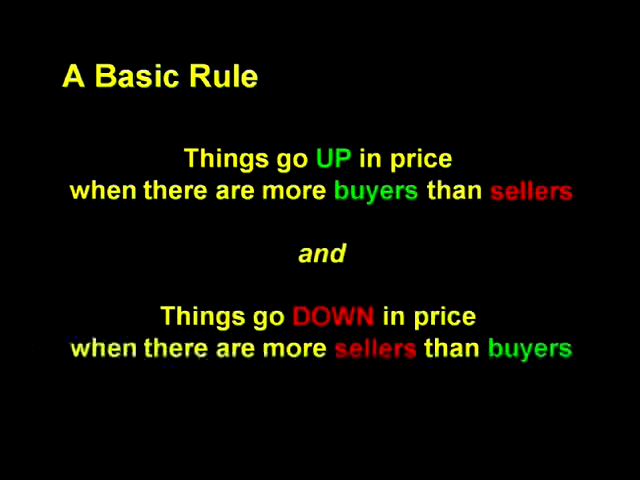 A Basic Rule
Things go UP in price
when there are more buyers than sellers
and
Things go DOWN in price
when there are more sellers than buyers